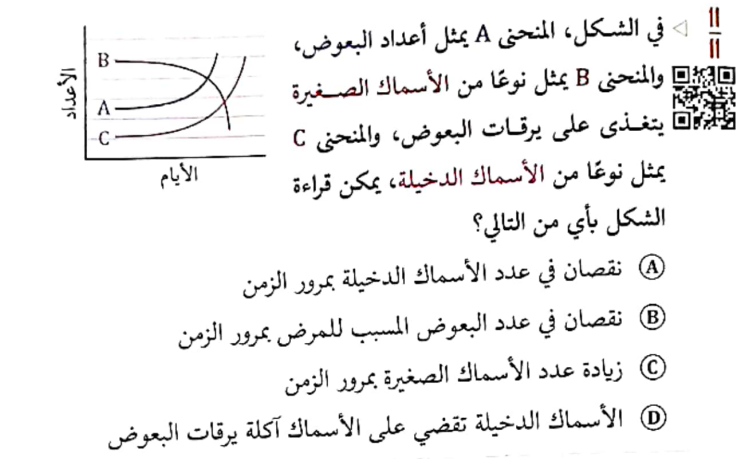 11
11
◁ في الشكل، المنحنى A يمثل أعداد البعوض،
والمنحنى B يمثل نوعًا من الأسماك الصغيرة
يتغذى على يرقات البعوض، والمنحنى C
يمثل نوعًا من الأسماك الدخيلة، يمكن قراءة
الشكل بأي من التالي؟
الأعداد
B
A
C
الأيام
A نقصان في عدد الأسماك الدخيلة بمرور الزمن
B نقصان في عدد البعوض المسبب للمرض بمرور الزمن
C زيادة عدد الأسماك الصغيرة بمرور الزمن
D الأسماك الدخيلة تقضي على الأسماك آكلة يرقات البعوض